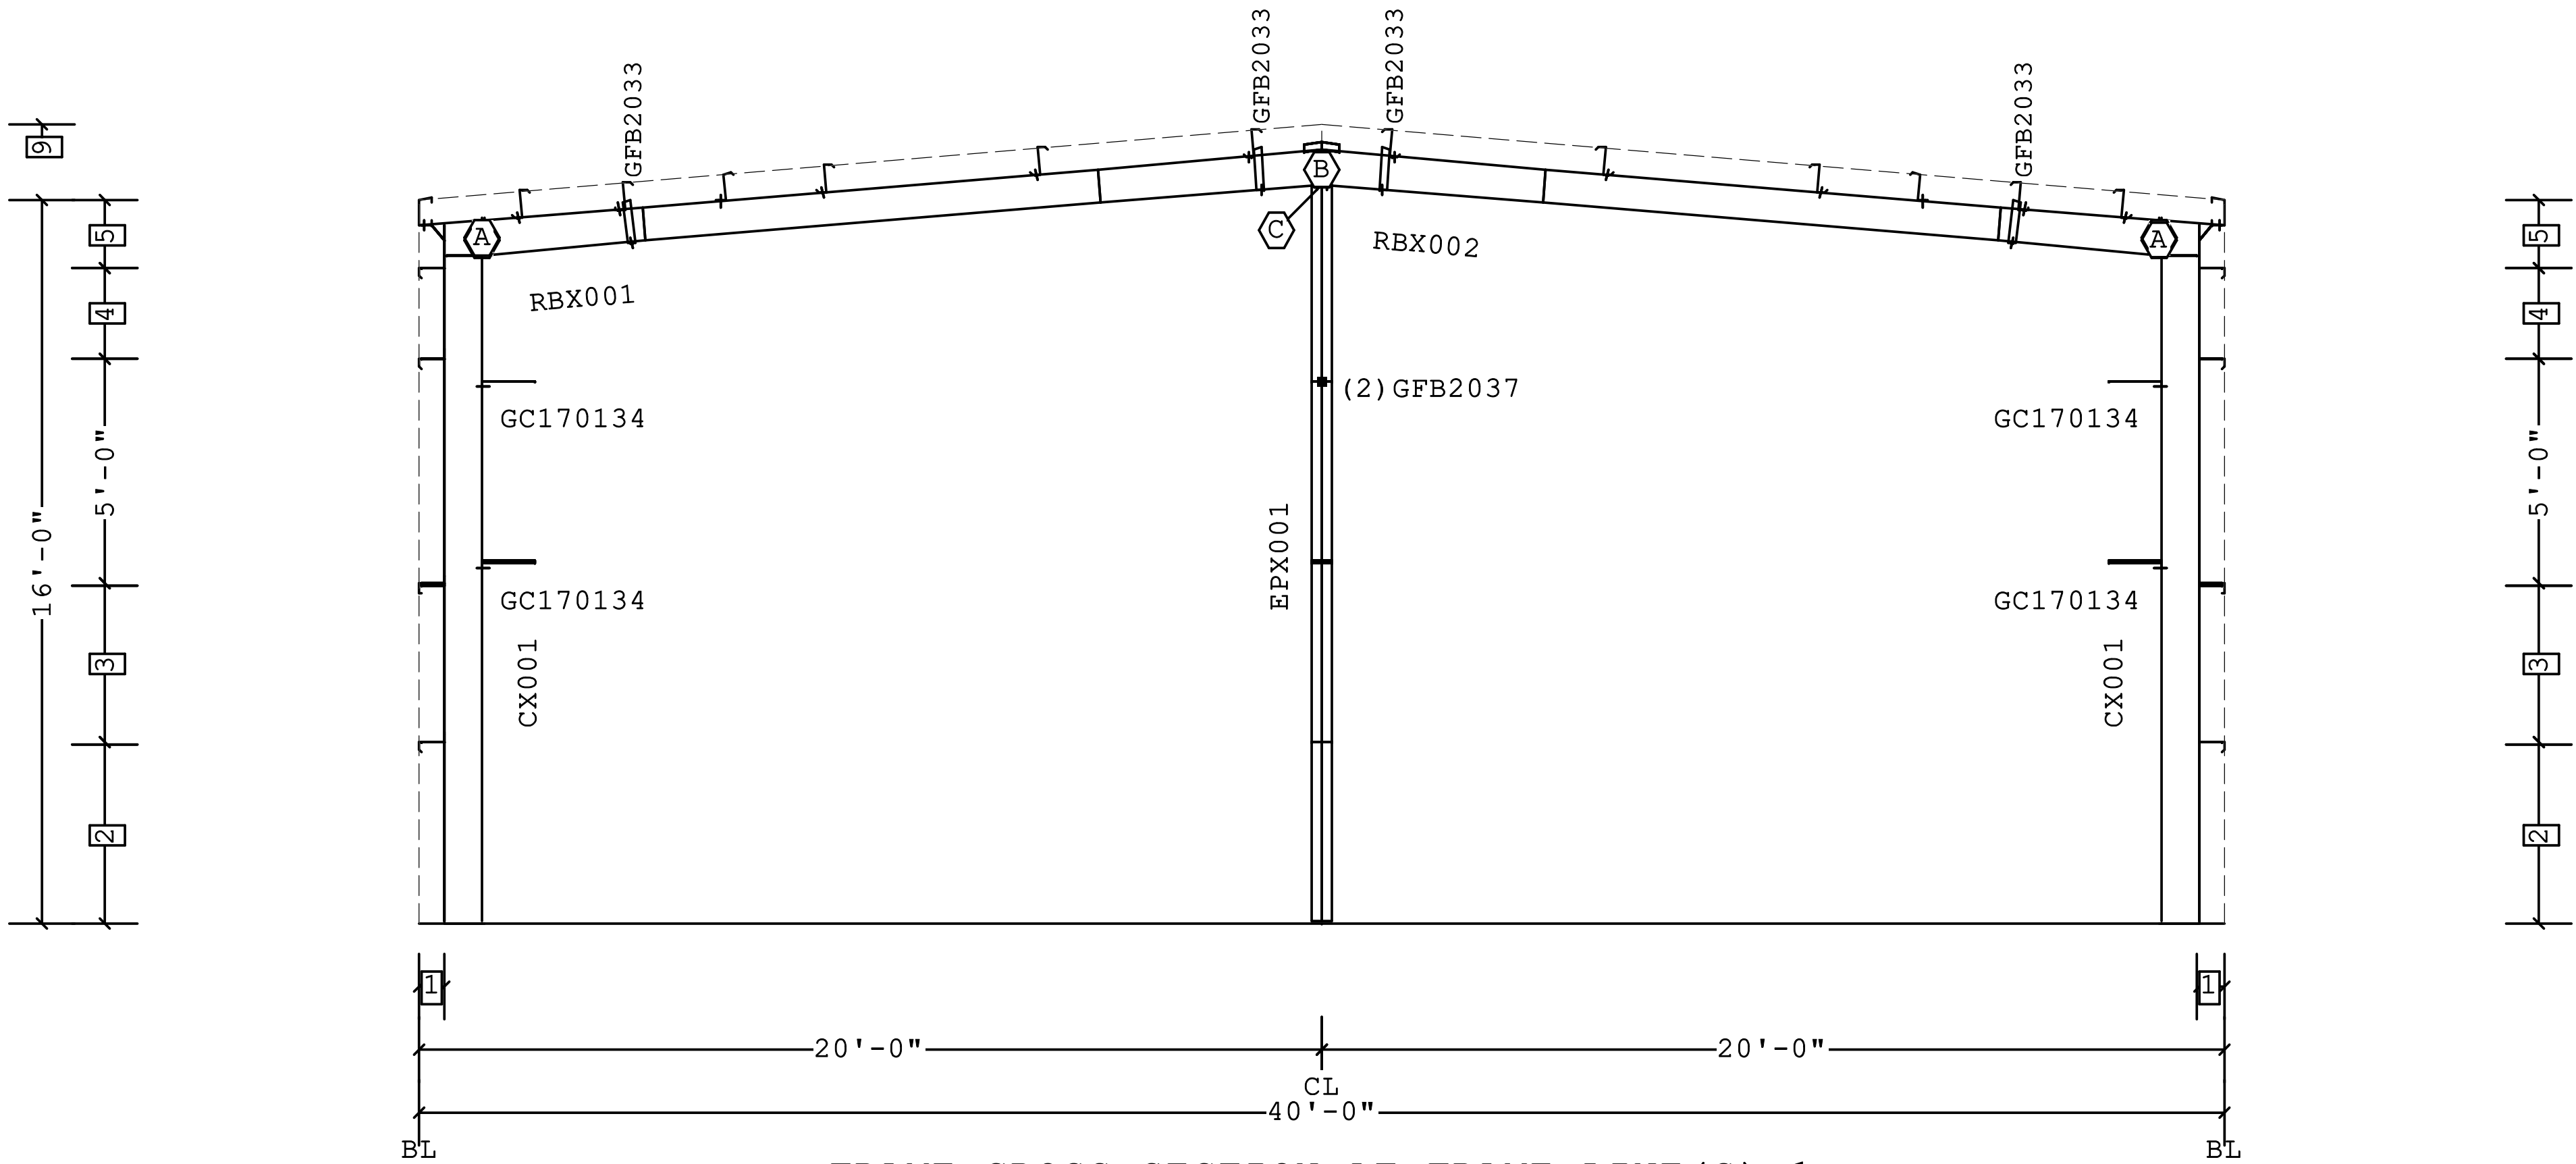 GFB2033
GFB2033
GFB2033
GFB2033
9
B
A
A
C
5
5
RBX001
RBX002
4
4
(2)GFB2037
GC170134
GC170134
5'-0"
5'-0"
16'-0"
EPX001
GC170134
GC170134
CX001
CX001
3
3
2
2
1
1
20'-0"
20'-0"
CL
40'-0"
BL
BL